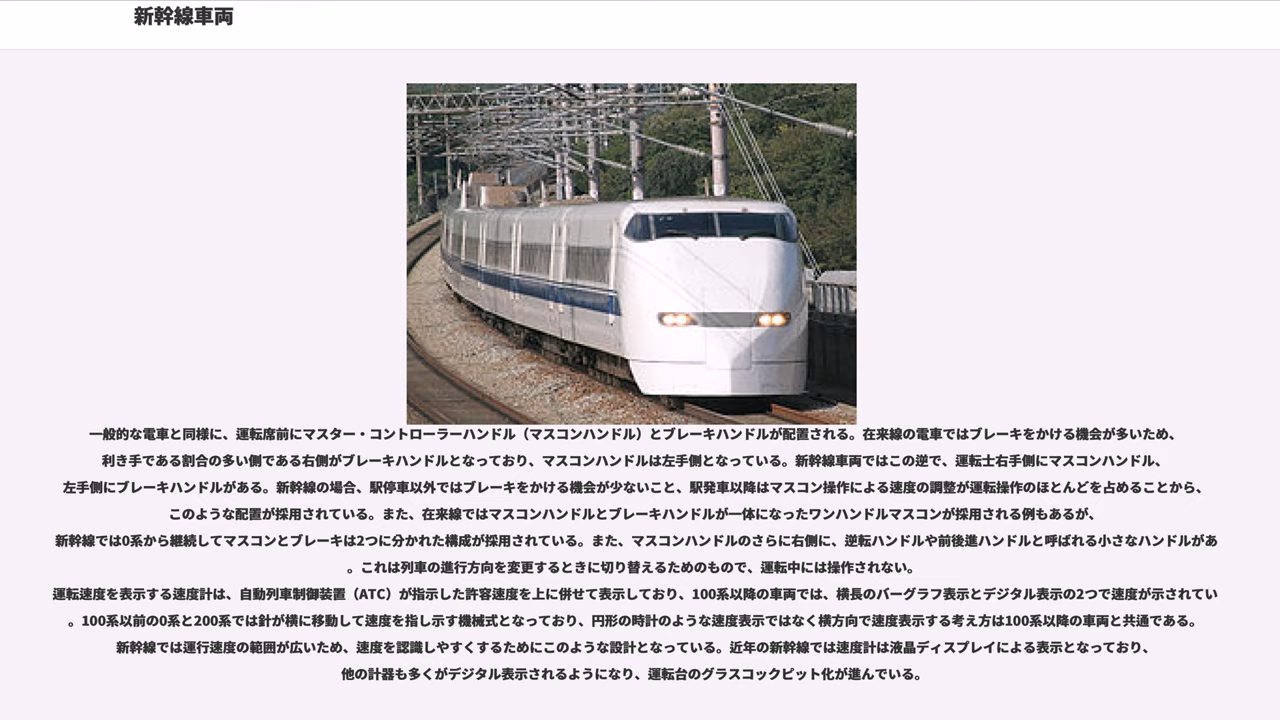 新幹線車両
一般的な電車と同様に、運転席前にマスター・コントローラーハンドル（マスコンハンドル）とブレーキハンドルが配置される。在来線の電車ではブレーキをかける機会が多いため、
利き手である割合の多い側である右側がブレーキハンドルとなっており、マスコンハンドルは左手側となっている。新幹線車両ではこの逆で、運転士右手側にマスコンハンドル、
左手側にブレーキハンドルがある。新幹線の場合、駅停車以外ではブレーキをかける機会が少ないこと、駅発車以降はマスコン操作による速度の調整が運転操作のほとんどを占めることから、
このような配置が採用されている。また、在来線ではマスコンハンドルとブレーキハンドルが一体になったワンハンドルマスコンが採用される例もあるが、
新幹線では0系から継続してマスコンとブレーキは2つに分かれた構成が採用されている。また、マスコンハンドルのさらに右側に、逆転ハンドルや前後進ハンドルと呼ばれる小さなハンドルがあ
。これは列車の進行方向を変更するときに切り替えるためのもので、運転中には操作されない。
運転速度を表示する速度計は、自動列車制御装置（ATC）が指示した許容速度を上に併せて表示しており、100系以降の車両では、横長のバーグラフ表示とデジタル表示の2つで速度が示されてい
。100系以前の0系と200系では針が横に移動して速度を指し示す機械式となっており、円形の時計のような速度表示ではなく横方向で速度表示する考え方は100系以降の車両と共通である。
新幹線では運行速度の範囲が広いため、速度を認識しやすくするためにこのような設計となっている。近年の新幹線では速度計は液晶ディスプレイによる表示となっており、
他の計器も多くがデジタル表示されるようになり、運転台のグラスコックピット化が進んでいる。